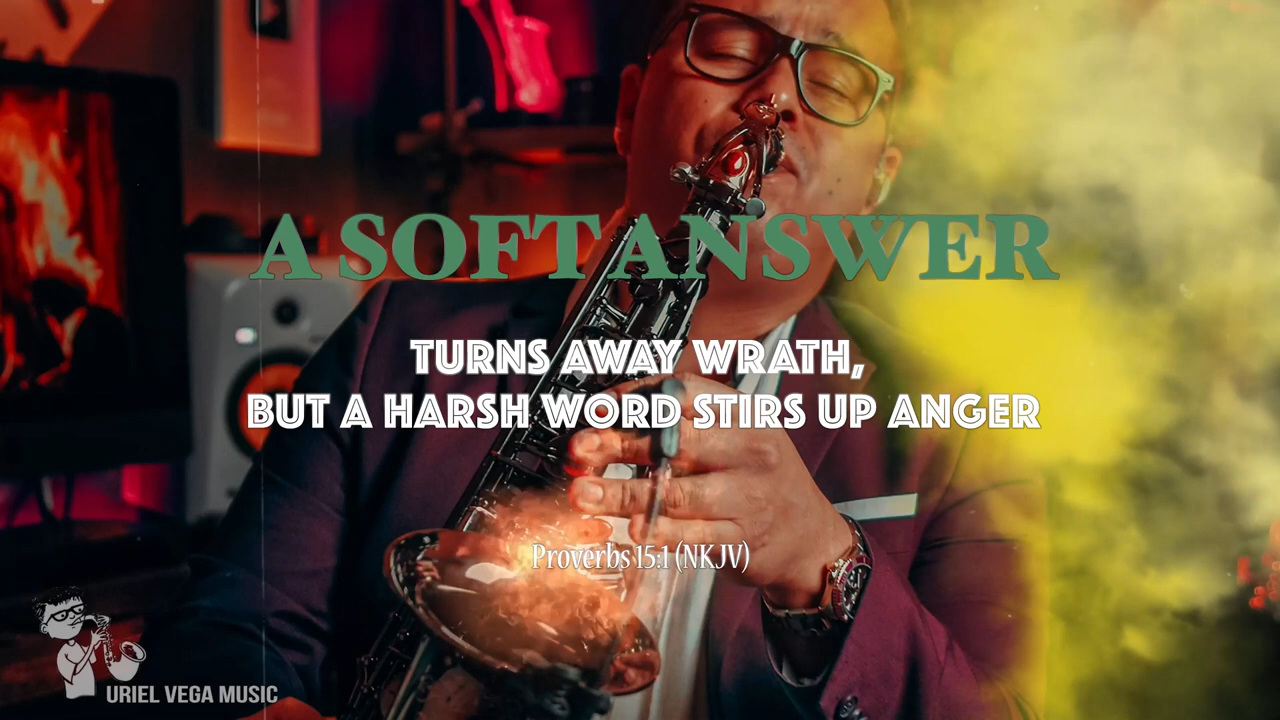 A SOFT ANSWER
TURNS AWAY WRATH,
BUT A HARSH WORD STIRS UP ANGER
Proverbs 15:1 (NKJV)
URIEL VEGA MUSIC